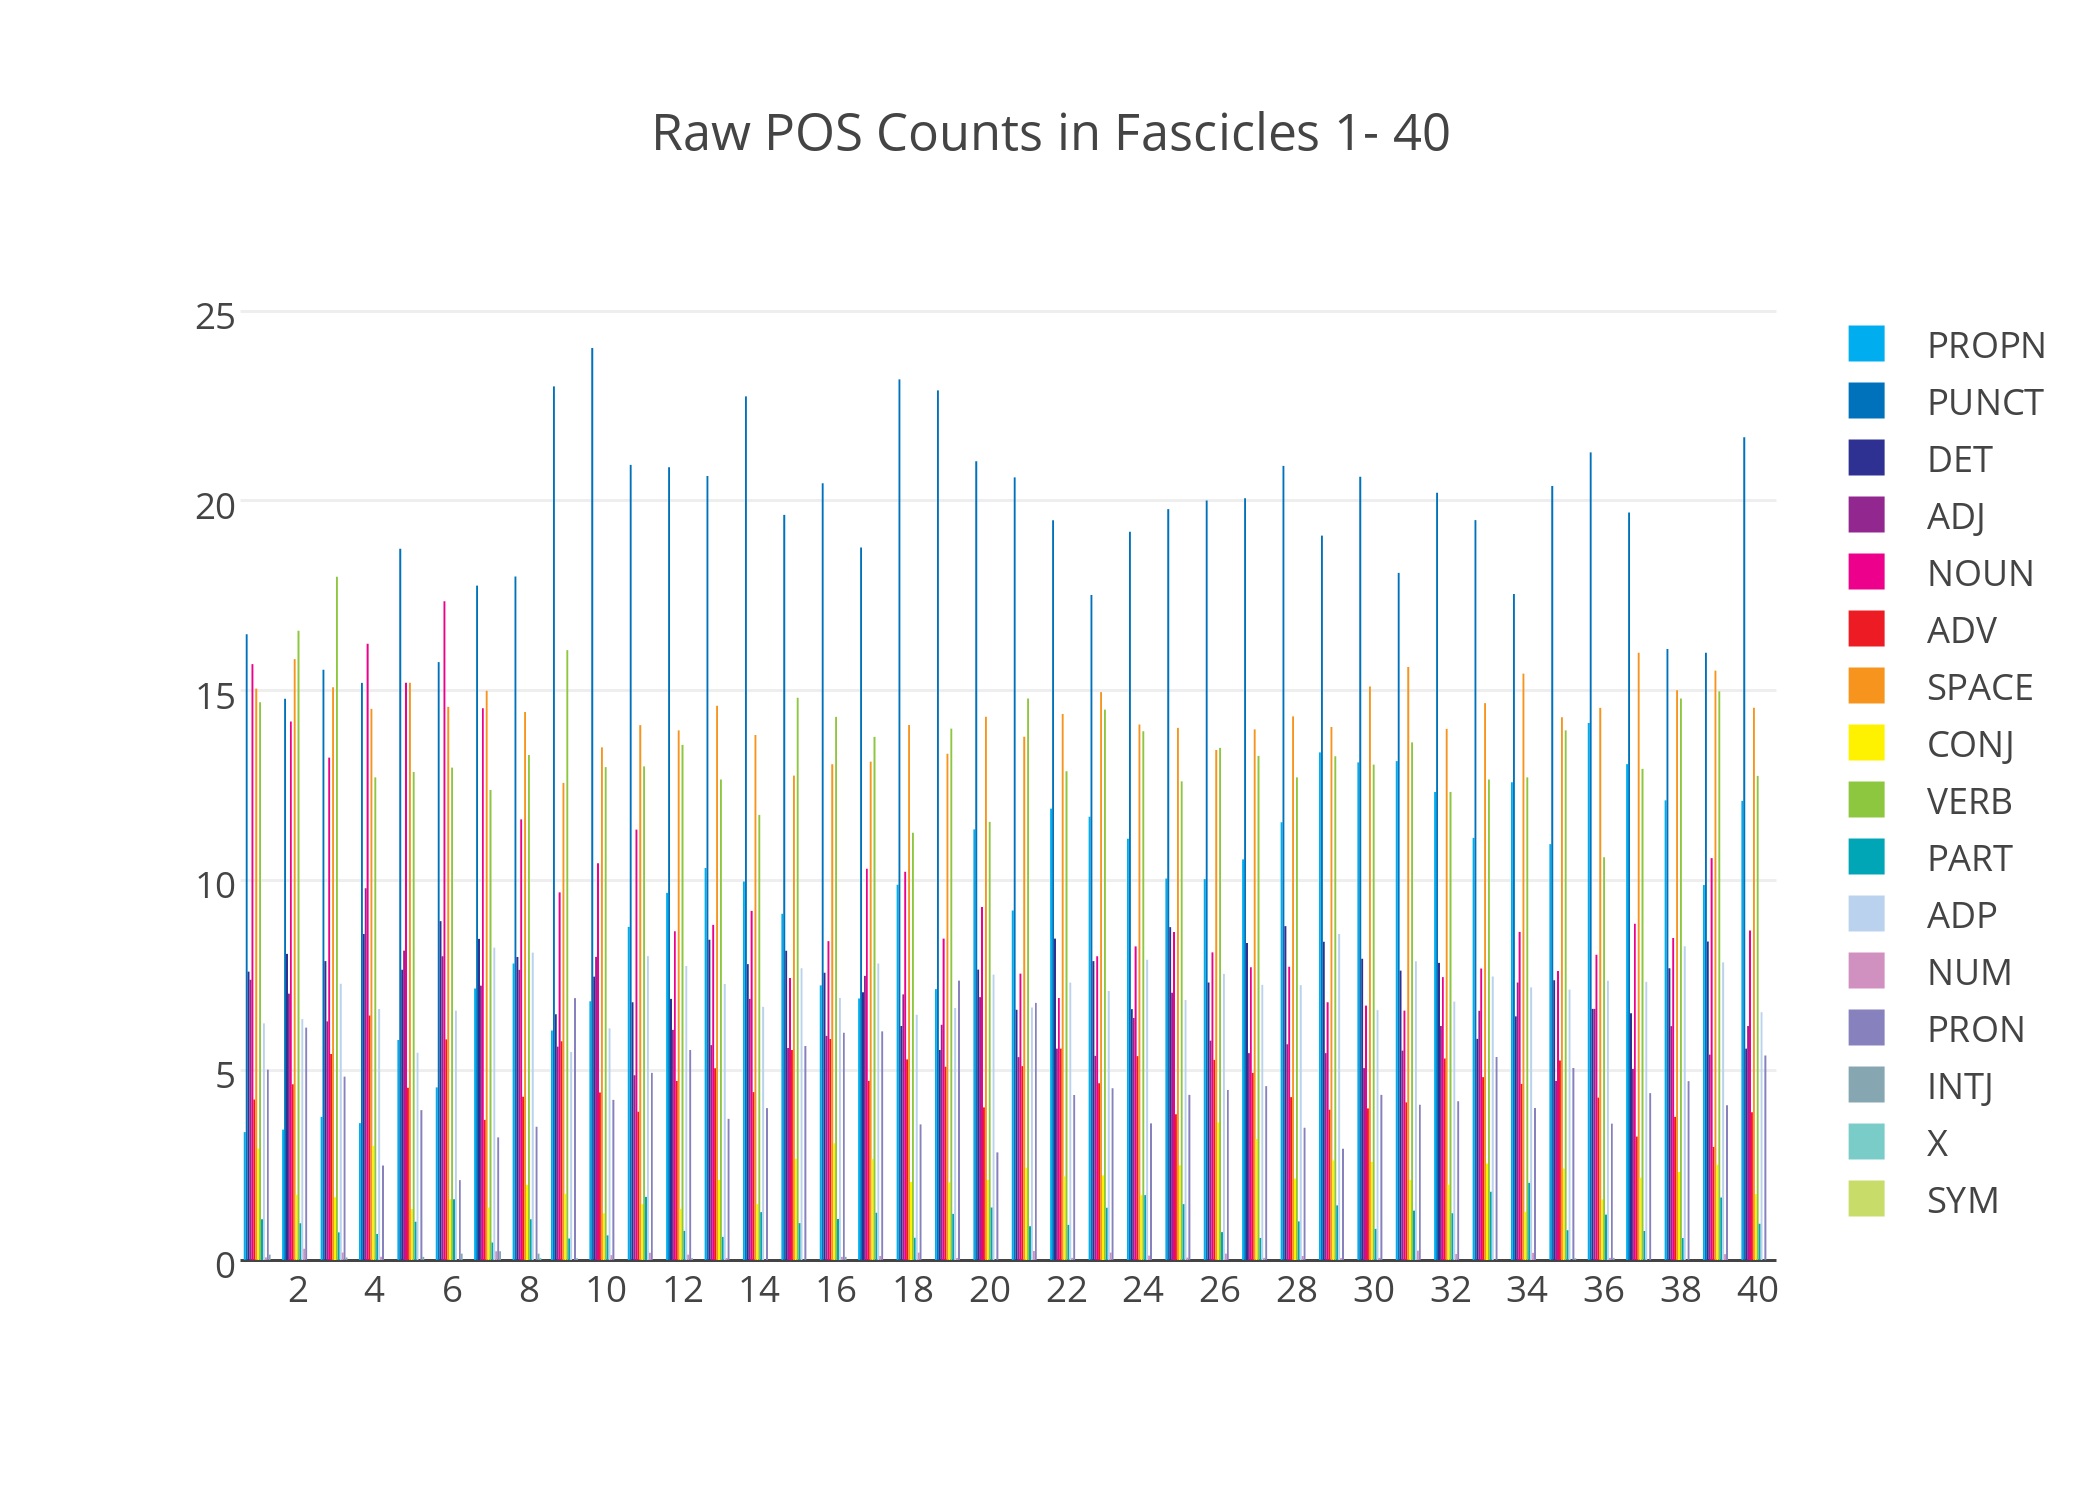 Raw POS Counts in Fascicles 1- 40
25
20
15
10
5
0
2 4 6 8 10 12 14 16 18 20 22 24 26 28 30 32 34 36 38 40
PROPN
PUNCT
DET
ADJ
NOUN
ADV
SPACE
CONJ
VERB
PART
ADP
NUM
PRON
INTJ
X
SYM